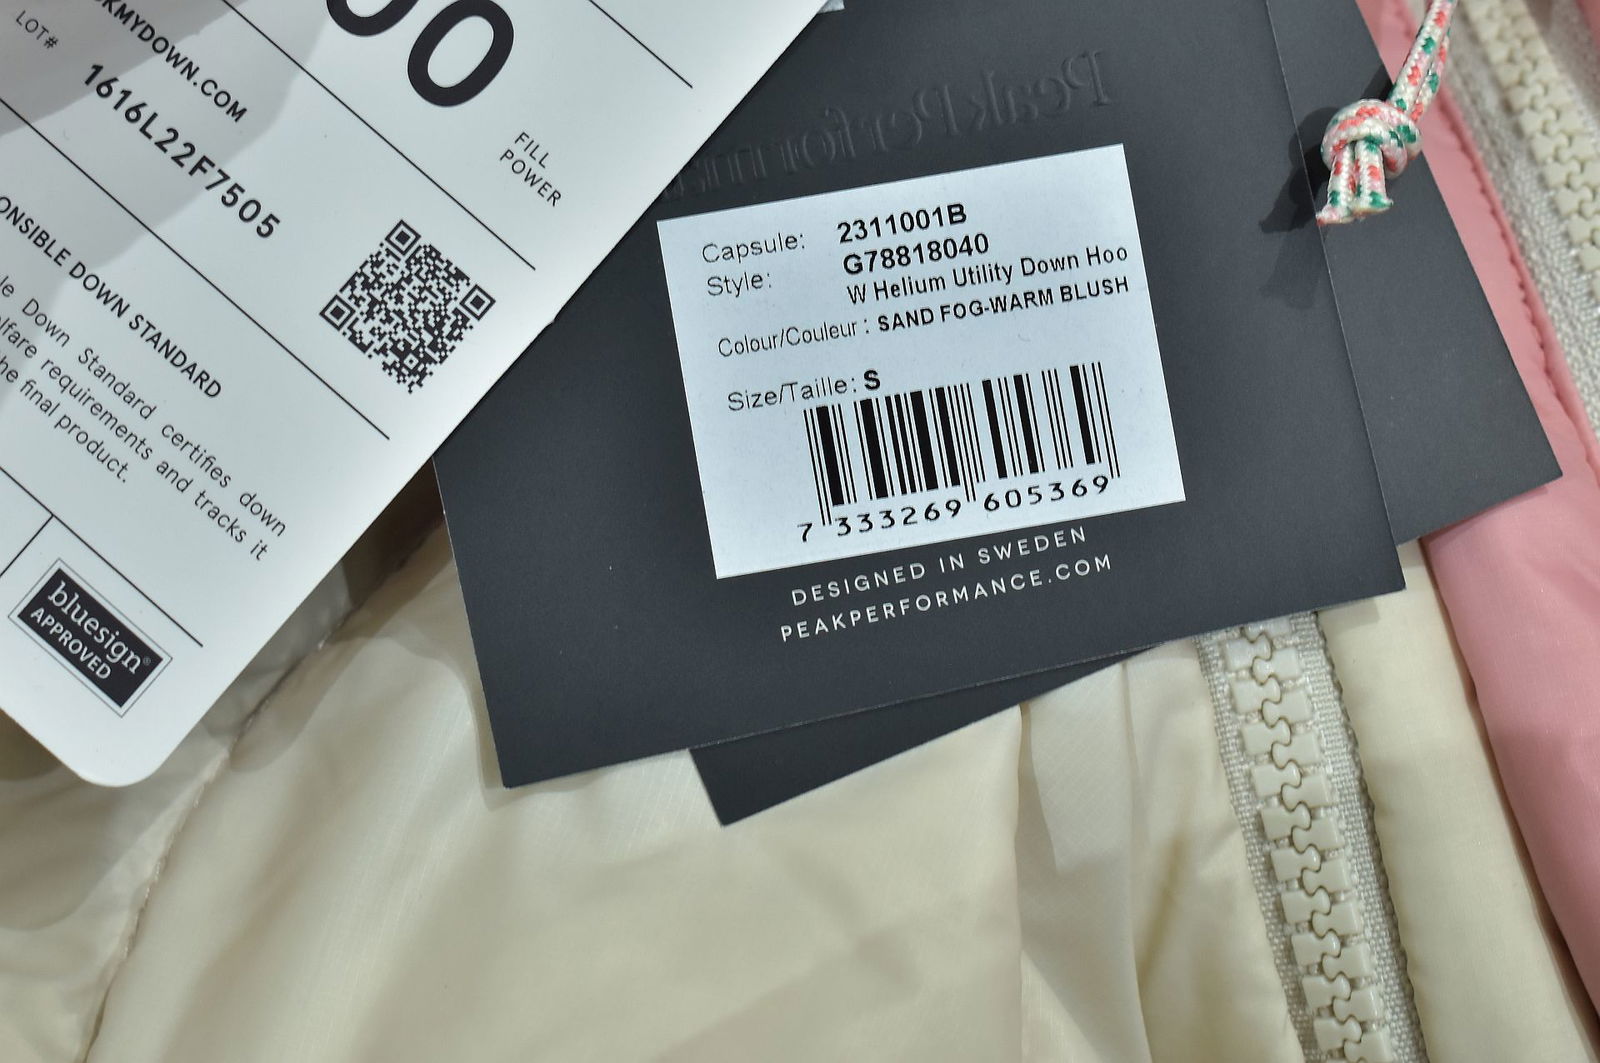 KMYDOWN.COM
LOT#
1616L22F7505
00
FILL
POWER
ONSIBLE DOWN STANDARD
le Down Standard certifies down
lfare requirements and tracks it
he final product.
bluesign®
APPROVED
PeakPerforma
Capsule: 2311001B
Style: G78818040
W Helium Utility Down Hoo
Colour/Couleur : SAND FOG-WARM BLUSH
Size/Taille: S
7 333269 605369
DESIGNED IN SWEDEN
PEAKPERFORMANCE.COM